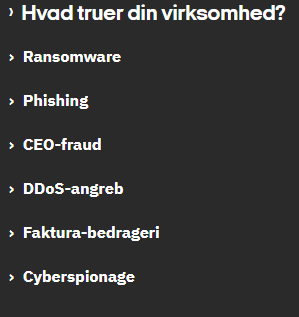 › Hvad truer din virksomhed?
› Ransomware
› Phishing
› CEO-fraud
› DDoS-angreb
› Faktura-bedrageri
› Cyberspionage